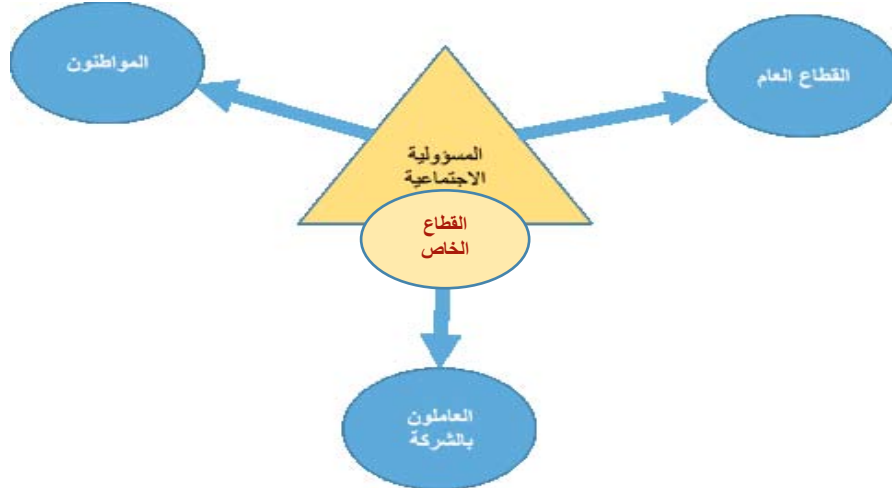 القطاع العام
المواطنون
المسؤولية
الاجتماعية
القطاع
الخاص
العاملون
بالشركة